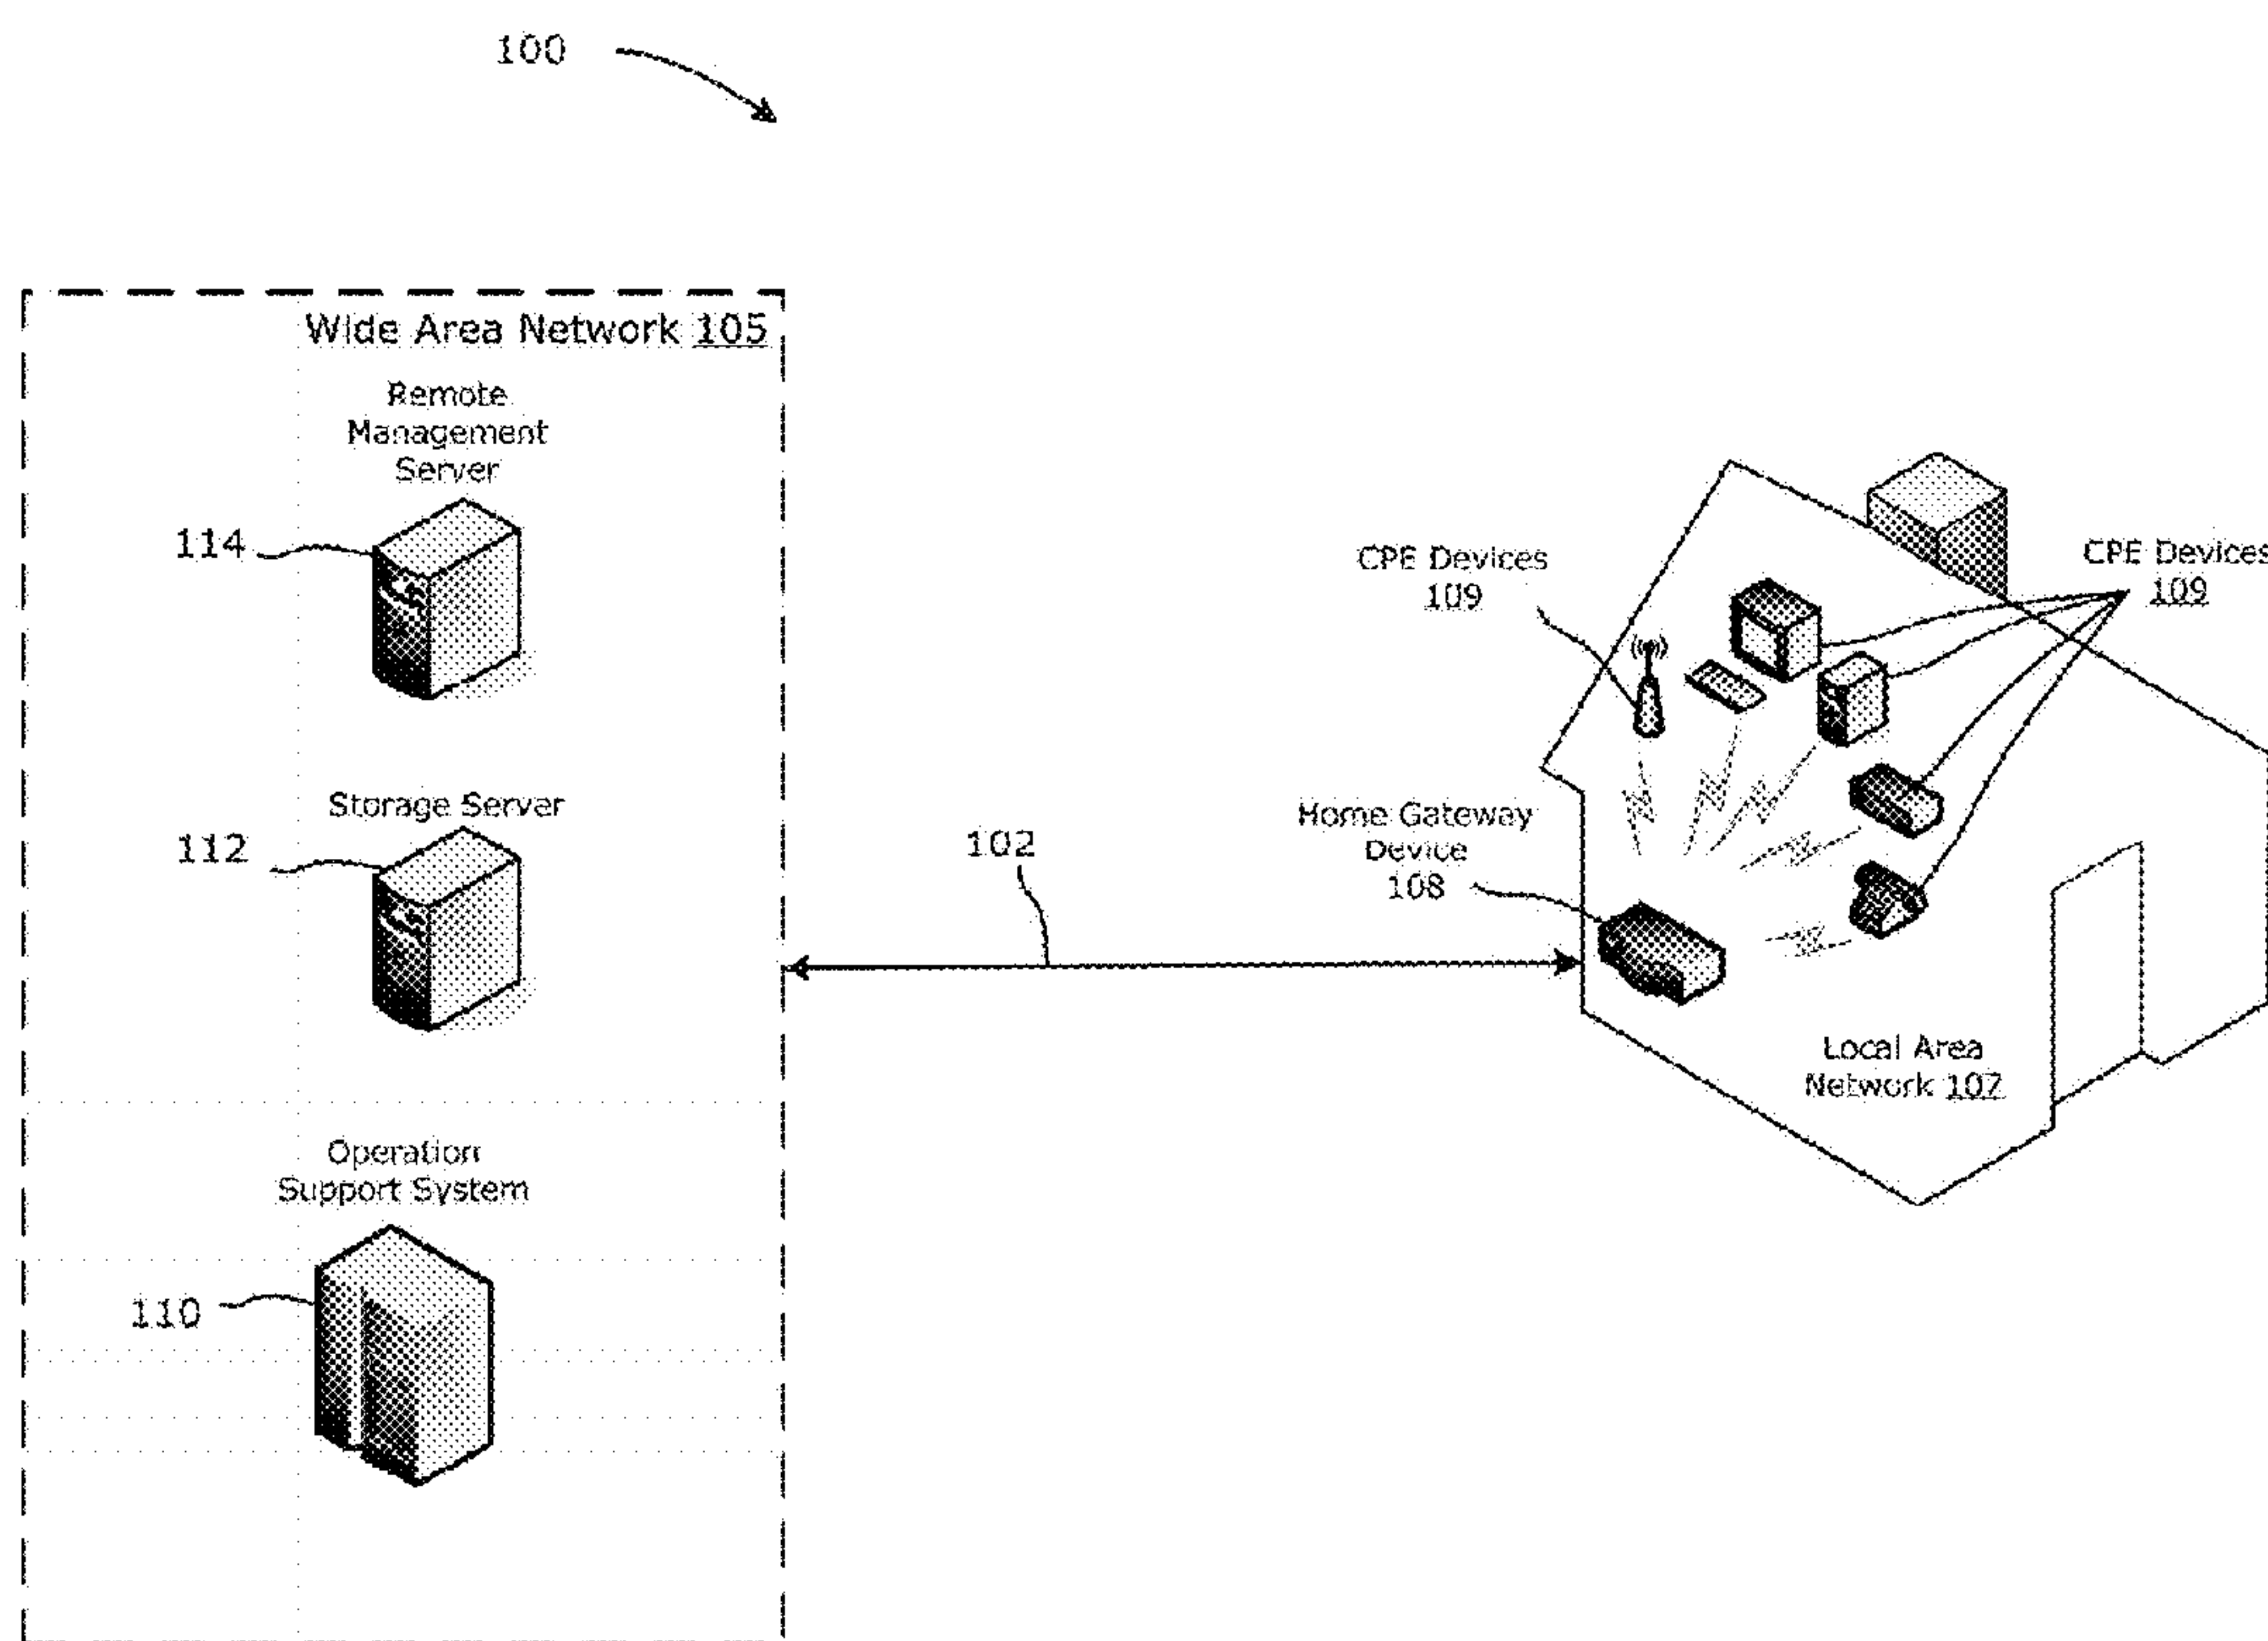 100
Wide Area Network 105
Remote
Management
Server
114
Storage Server
112
Operation
Support System
110
102
CPE Devices
109
CPE Devices
109
Home Gateway
Device
108
Local Area
Network 107